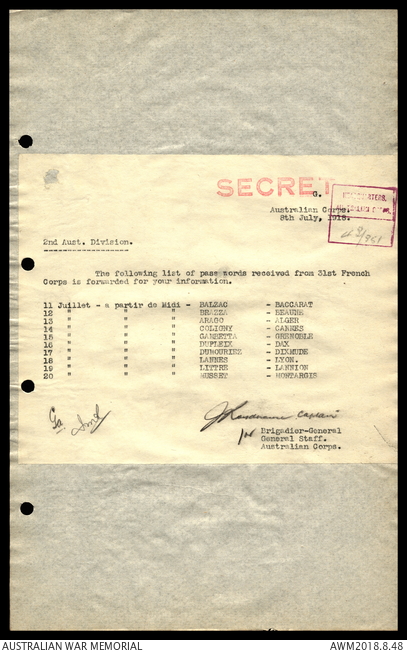 SECRET
G.
Australian Corps.
8th July, 1918.
2nd Aust. Division.
The following list of pass words received from 31st French
Corps is forwarded for your information.
11 Juillet - a partir de Midi - BALZAC - BACCARAT
12 " " " BRAZZA - BEAUNE
13 " " " ARAGO - ALGER
14 " " " COLIGNY - CANNES
15 " " " GAMBETTA - GRENOBLE
16 " " " DUPLEIX - DAX
17 " " " DUMOURIEZ - DIXMUDE
18 " " " LANNES - LYON.
19 " " " LITTRE - LANNION
20 " " " MUSSET - MONTARGIS
Captain
for Brigadier-General
General Staff.
Australian Corps.
AUSTRALIAN WAR MEMORIAL
AWM2018.8.48